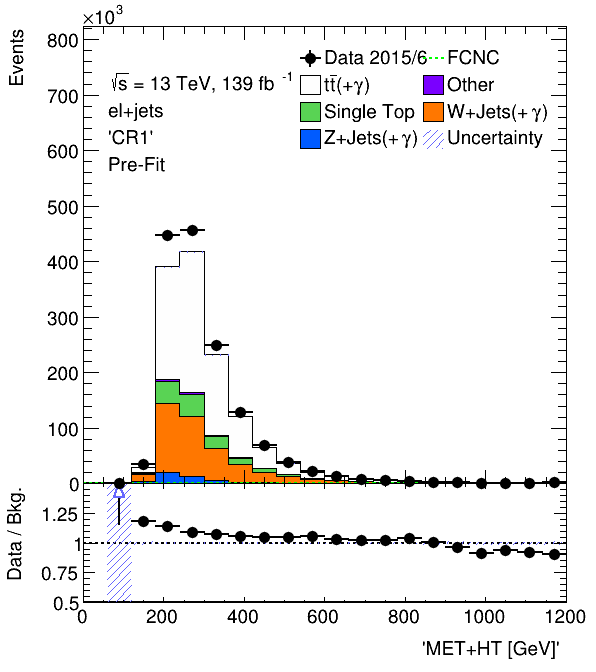 ×10³
Events
800
700
600
500
400
300
200
100
0
Data 2015/6
FCNC
tt̄(+γ)
Other
Single Top
W+Jets(+γ)
Z+Jets(+γ)
Uncertainty
√s = 13 TeV, 139 fb⁻¹
el+jets
'CR1'
Pre-Fit
Data / Bkg.
1.25
1
0.75
0.5
0 200 400 600 800 1000 1200
'MET+HT [GeV]'